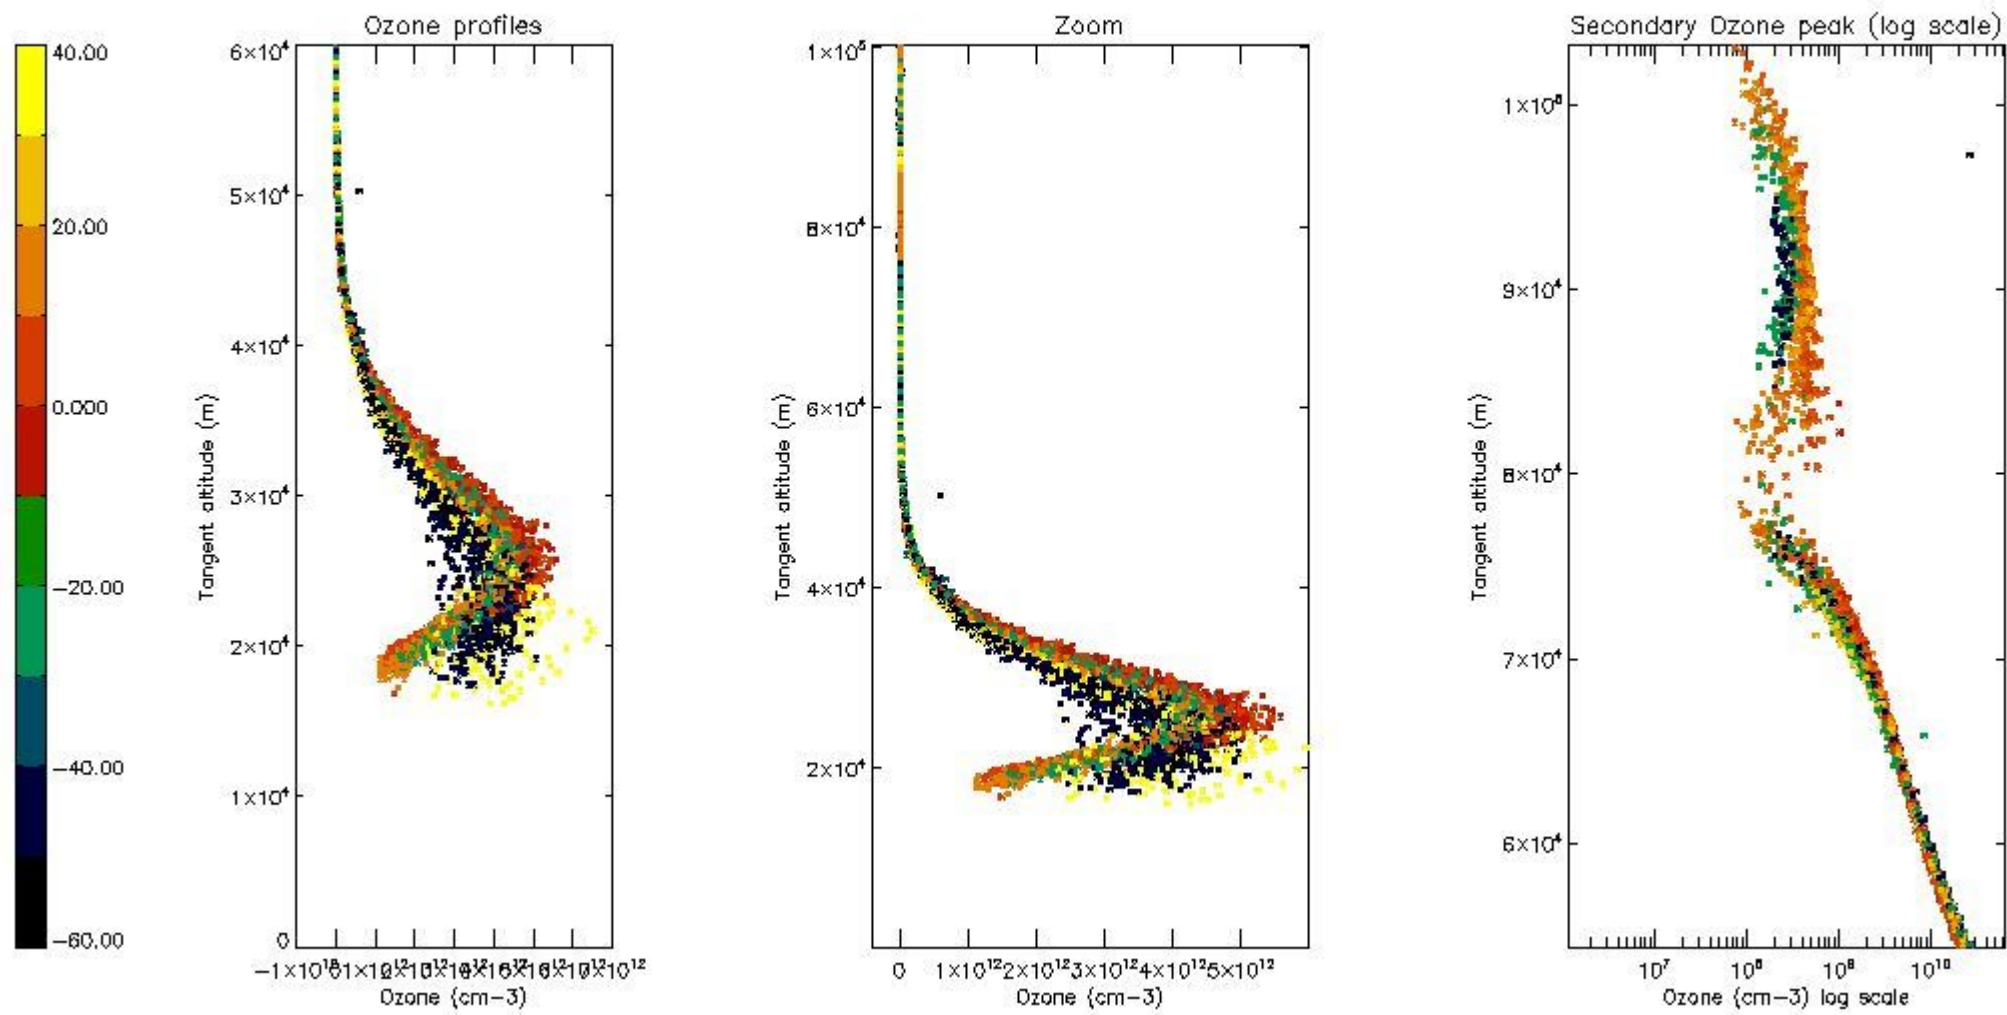 Ozone profiles
Zoom
Secondary Ozone peak (log scale)
40.00
20.00
0.000
-20.00
-40.00
-60.00
6×10⁴
5×10⁴
4×10⁴
3×10⁴
2×10⁴
1×10⁴
0
Tangent altitude (m)
Ozone (cm-3)
1×10⁵
8×10⁴
6×10⁴
4×10⁴
2×10⁴
Tangent altitude (m)
0 1×10¹² 2×10¹² 3×10¹² 4×10¹² 5×10¹²
Ozone (cm-3)
1×10⁵
9×10⁴
8×10⁴
7×10⁴
6×10⁴
Tangent altitude (m)
10⁷ 10⁸ 10⁹ 10¹⁰
Ozone (cm-3) log scale